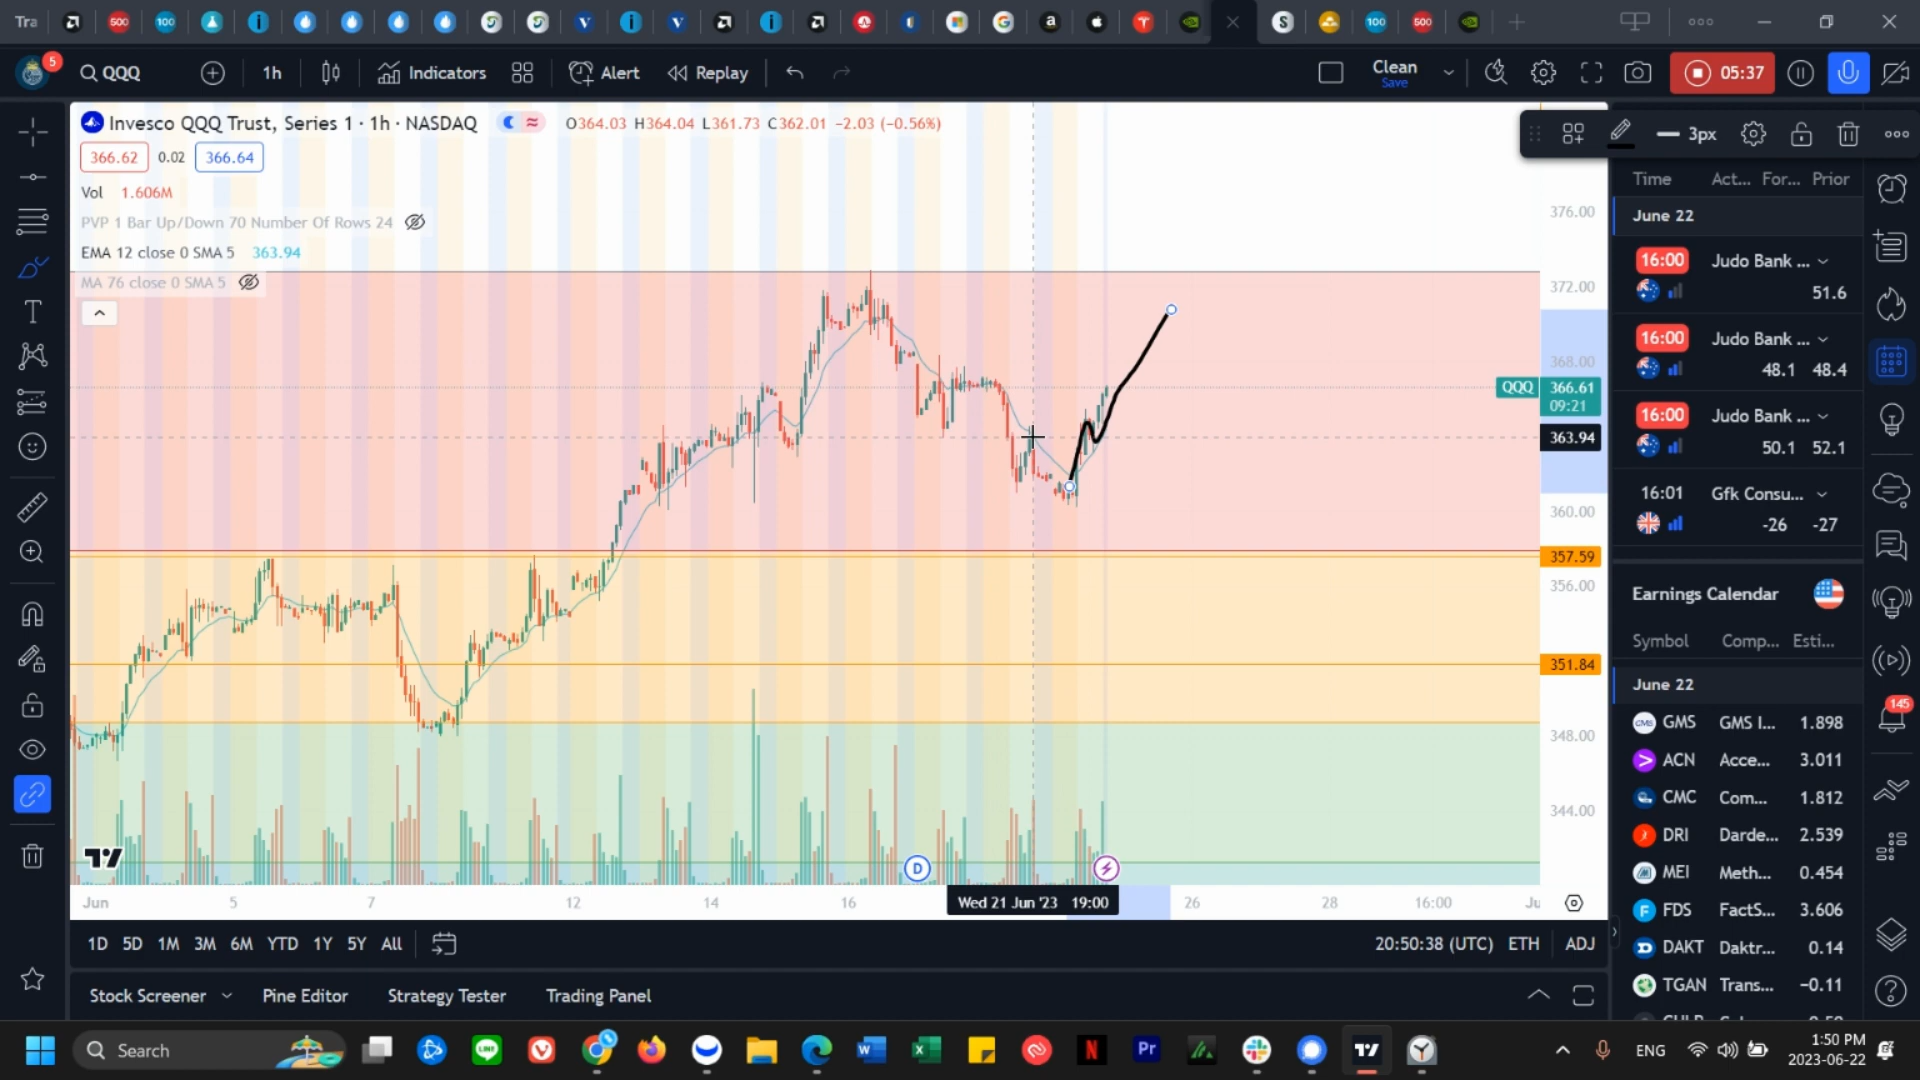 Tra
500
100
100
500
5
QQQ
1h
Indicators
Alert
Replay
Clean
Save
05:37
Invesco QQQ Trust, Series 1 · 1h · NASDAQ
O364.03 H364.04 L361.73 C362.01 -2.03 (-0.56%)
366.62 0.02 366.64
Vol 1.606M
PVP 1 Bar Up/Down 70 Number Of Rows 24
EMA 12 close 0 SMA 5 363.94
MA 76 close 0 SMA 5
3px
376.00
372.00
368.00
QQQ 366.61
09:21
363.94
360.00
357.59
356.00
351.84
348.00
344.00
D
Jun 5 7 12 14 16 Wed 21 Jun '23 19:00 26 28 16:00 Ju
1D 5D 1M 3M 6M YTD 1Y 5Y All
20:50:38 (UTC) ETH ADJ
Stock Screener Pine Editor Strategy Tester Trading Panel
Time Act... For... Prior
June 22
16:00 Judo Bank ...
51.6
16:00 Judo Bank ...
48.1 48.4
16:00 Judo Bank ...
50.1 52.1
16:01 Gfk Consu...
-26 -27
Earnings Calendar
Symbol Comp... Esti...
June 22
GMS GMS I... 1.898
ACN Acce... 3.011
CMC Com... 1.812
DRI Darde... 2.539
MEI Meth... 0.454
FDS FactS... 3.606
DAKT Daktr... 0.14
TGAN Trans... −0.11
145
Search
LINE
N
Pr
ENG
1:50 PM
2023-06-22